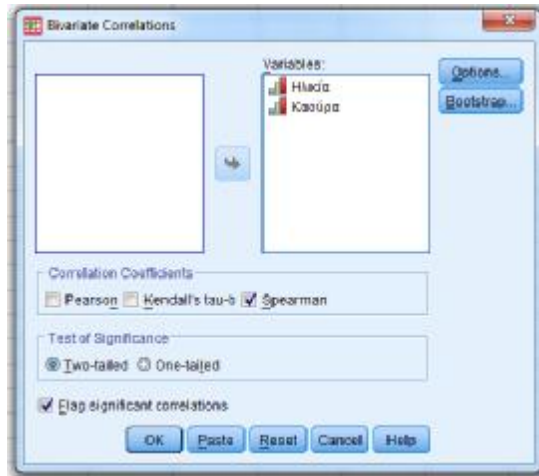 Bivariate Correlations
Variables:
Ηλικία
Καούρα
Options...
Bootstrap...
Correlation Coefficients
Pearson Kendall's tau-b Spearman
Test of Significance
Two-tailed One-tailed
Flag significant correlations
OK Paste Reset Cancel Help